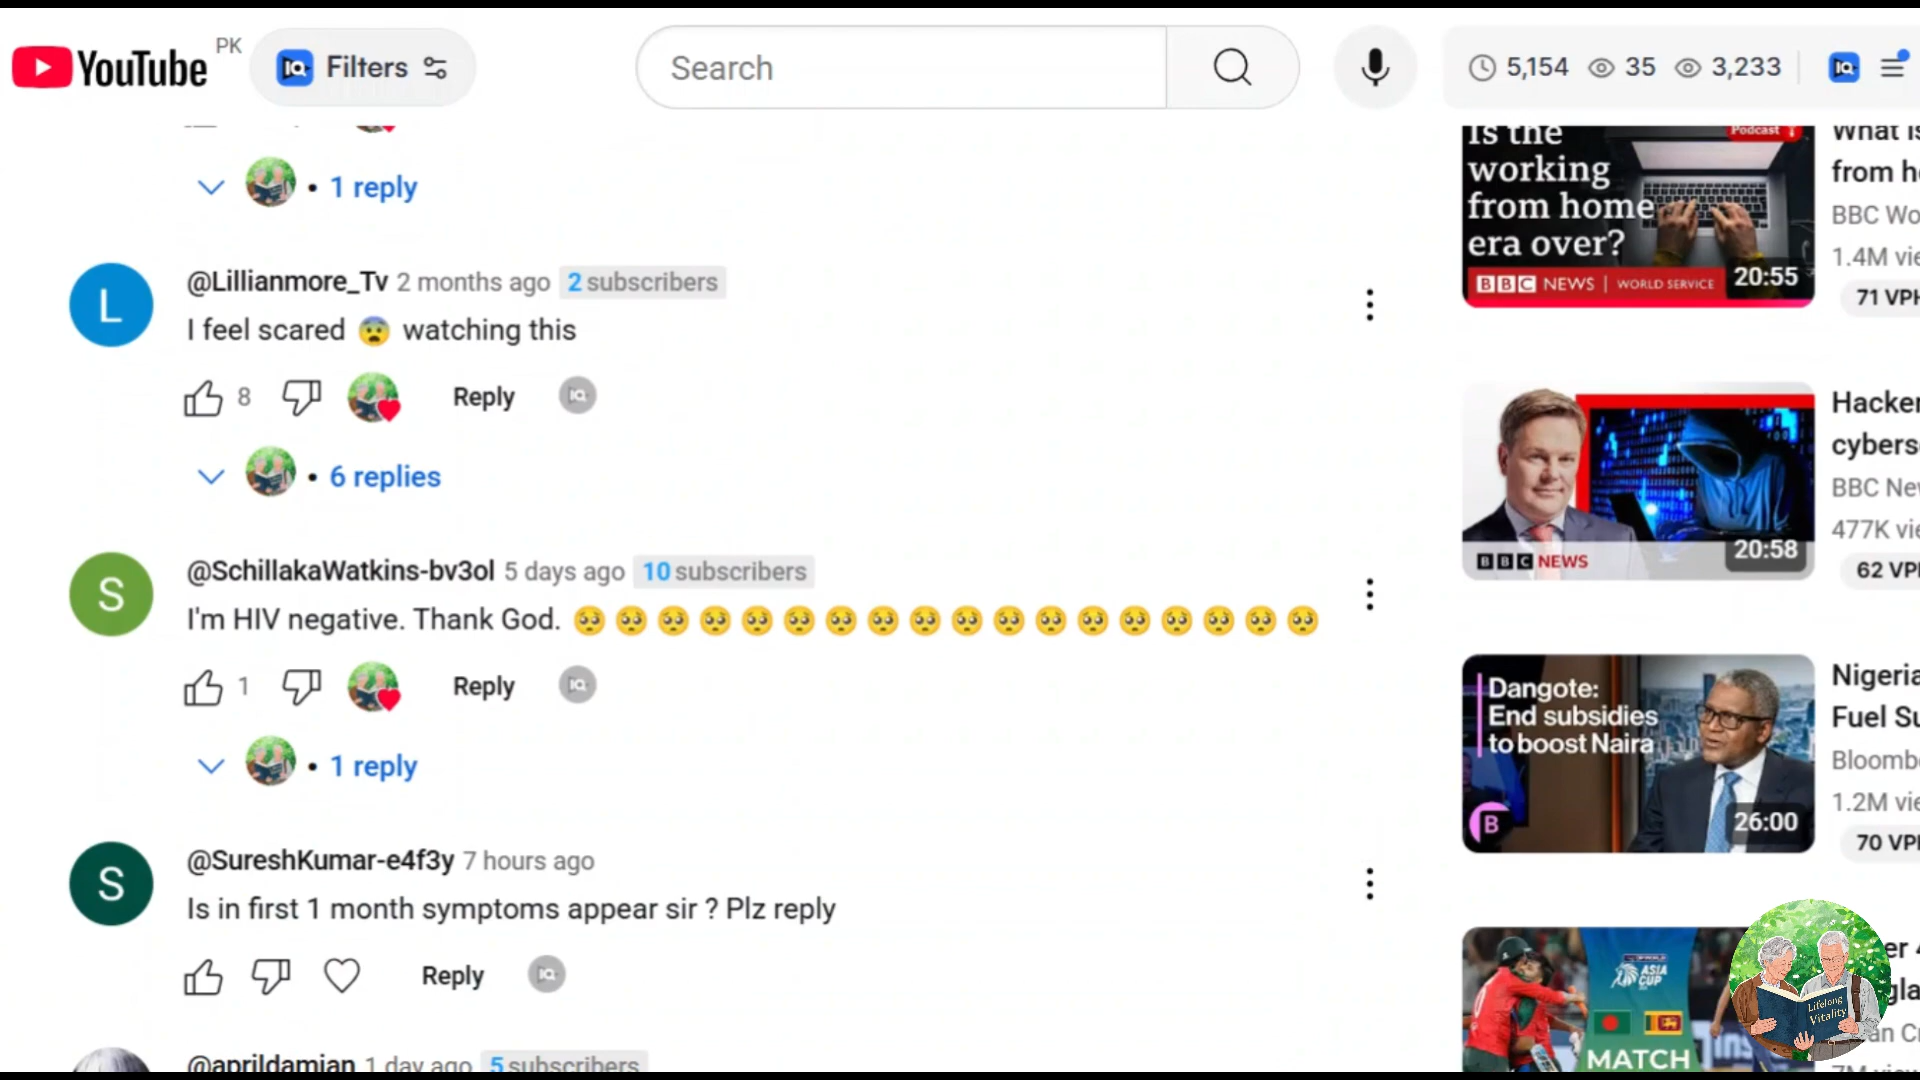 YouTube PK
Filters
Search
5,154 35 3,233
1 reply
@Lillianmore_Tv 2 months ago 2 subscribers
I feel scared 😨 watching this
8 Reply
• 6 replies
@SchillakaWatkins-bv3ol 5 days ago 10 subscribers
I'm HIV negative. Thank God. 🥺🥺🥺🥺🥺🥺🥺🥺🥺🥺🥺🥺🥺🥺🥺🥺🥺🥺
1 Reply
• 1 reply
@SureshKumar-e4f3y 7 hours ago
Is in first 1 month symptoms appear sir ? Plz reply
Reply
@aprildamian 1 day ago 5 subscribers
Is the
working
from home
era over?
Podcast
BBC NEWS | WORLD SERVICE
20:55
What is
from h
BBC Wo
1.4M vie
71 VPH
BBC NEWS
20:58
Hacker
cybers
BBC Nev
477K vie
62 VPH
Dangote:
End subsidies
to boost Naira
B
26:00
Nigeria
Fuel Su
Bloombe
1.2M vie
70 VPH
ASIA
CUP
MATCH
Lifelong
Vitality